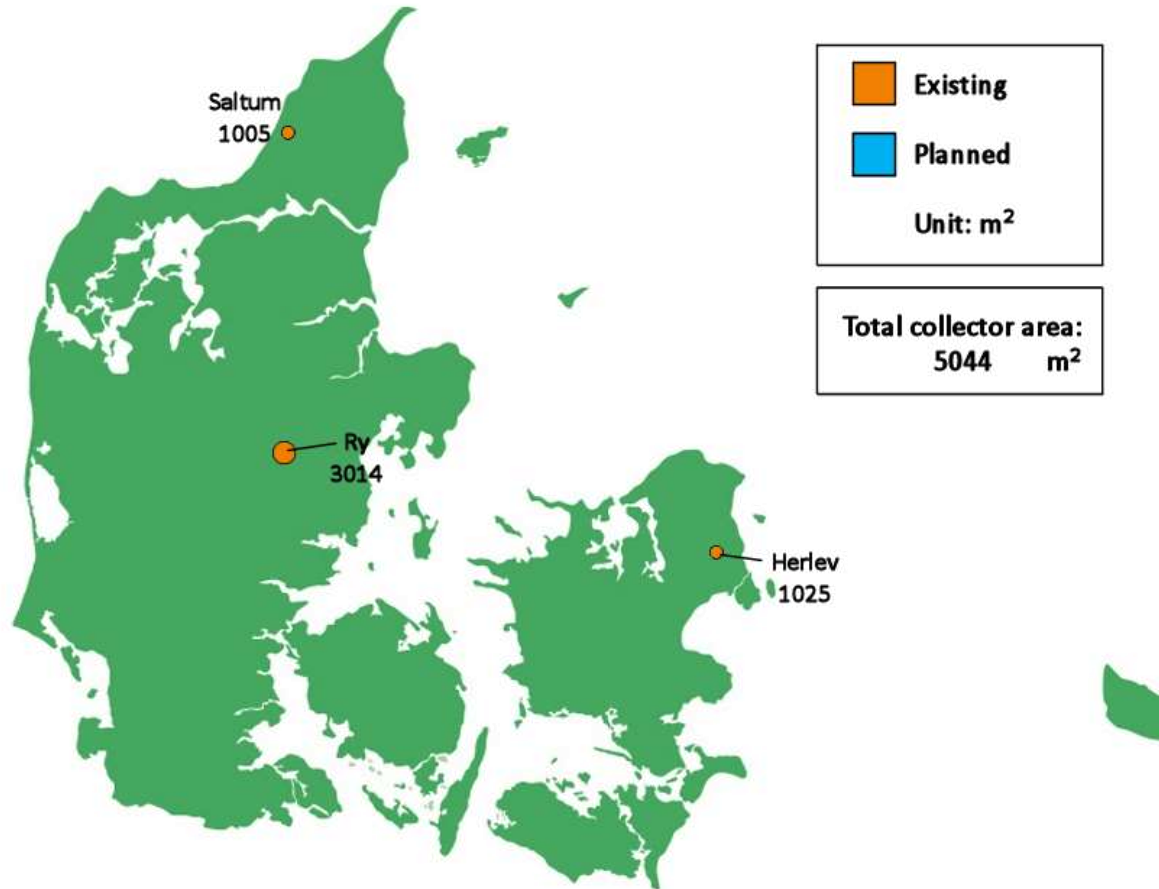 Saltum
1005
Existing
Planned
Unit: m²
Total collector area:
5044 m²
Ry
3014
Herlev
1025